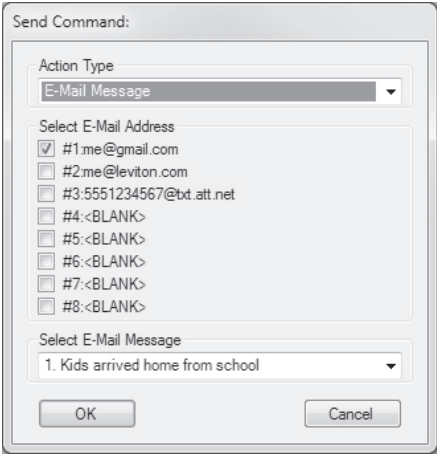 Send Command:
Action Type
E-Mail Message
Select E-Mail Address
#1:me@gmail.com
#2:me@leviton.com
#3:5551234567@txt.att.net
#4:<BLANK>
#5:<BLANK>
#6:<BLANK>
#7:<BLANK>
#8:<BLANK>
Select E-Mail Message
1. Kids arrived home from school
OK Cancel